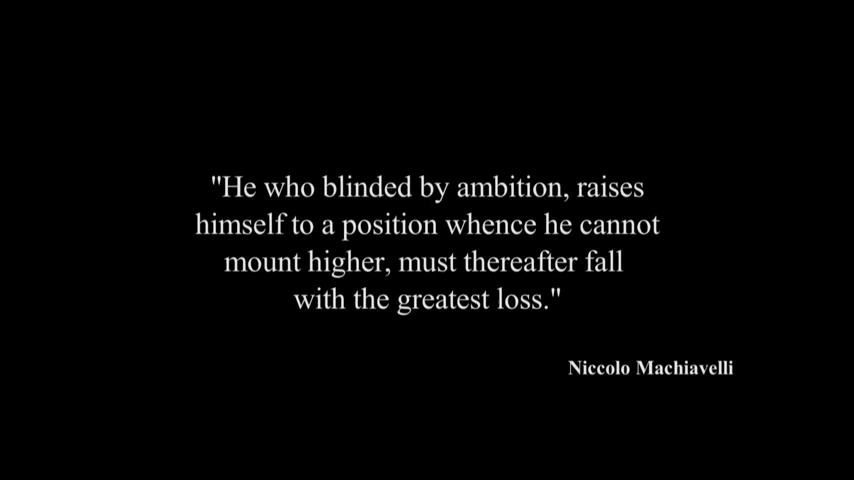 "He who blinded by ambition, raises
himself to a position whence he cannot
mount higher, must thereafter fall
with the greatest loss."
Niccolo Machiavelli